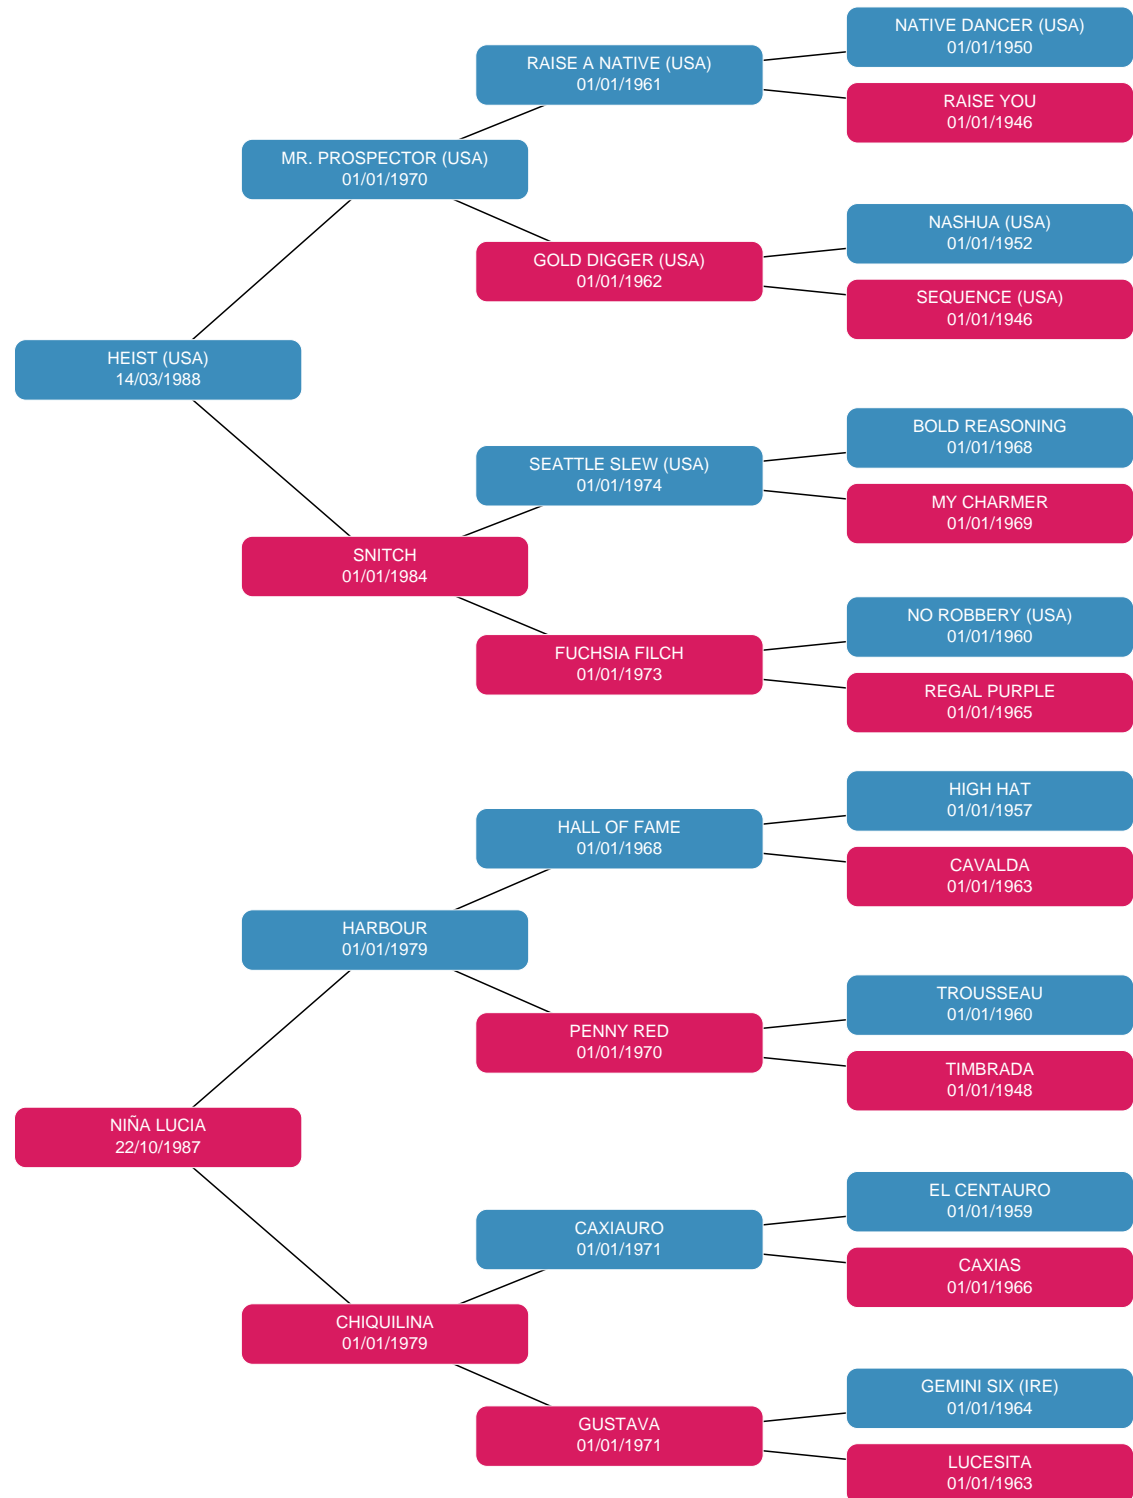 NATIVE DANCER (USA)
01/01/1950
RAISE A NATIVE (USA)
01/01/1961
RAISE YOU
01/01/1946
MR. PROSPECTOR (USA)
01/01/1970
NASHUA (USA)
01/01/1952
GOLD DIGGER (USA)
01/01/1962
SEQUENCE (USA)
01/01/1946
HEIST (USA)
14/03/1988
BOLD REASONING
01/01/1968
SEATTLE SLEW (USA)
01/01/1974
MY CHARMER
01/01/1969
SNITCH
01/01/1984
NO ROBBERY (USA)
01/01/1960
FUCHSIA FILCH
01/01/1973
REGAL PURPLE
01/01/1965
HIGH HAT
01/01/1957
HALL OF FAME
01/01/1968
CAVALDA
01/01/1963
HARBOUR
01/01/1979
TROUSSEAU
01/01/1960
PENNY RED
01/01/1970
TIMBRADA
01/01/1948
NIÑA LUCIA
22/10/1987
EL CENTAURO
01/01/1959
CAXIAURO
01/01/1971
CAXIAS
01/01/1966
CHIQUILINA
01/01/1979
GEMINI SIX (IRE)
01/01/1964
GUSTAVA
01/01/1971
LUCESITA
01/01/1963